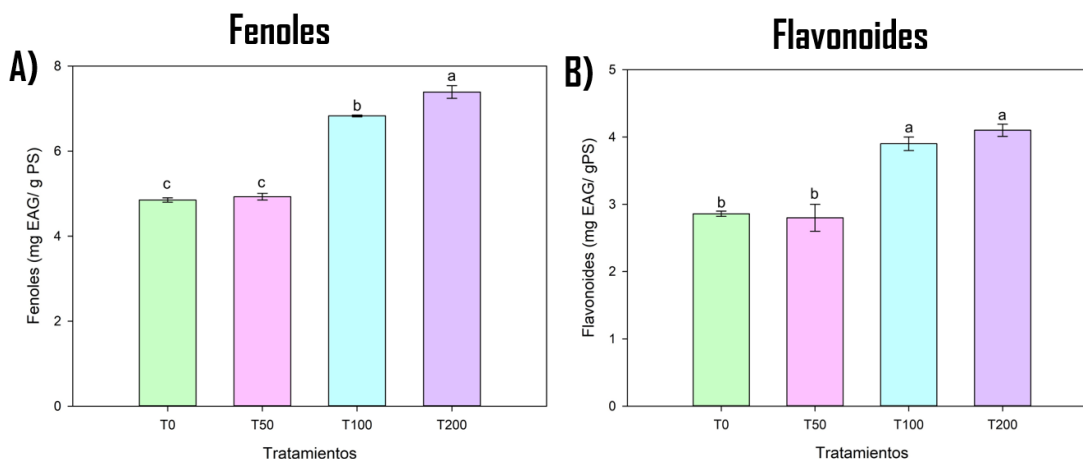 Fenoles
A)
8
6
4
2
0
Fenoles (mg EAG/ g PS)
c
c
b
a
T0
T50
T100
T200
Tratamientos
Flavonoides
B)
5
4
3
2
1
0
Flavonoides (mg EAG/ gPS)
b
b
a
a
T0
T50
T100
T200
Tratamientos